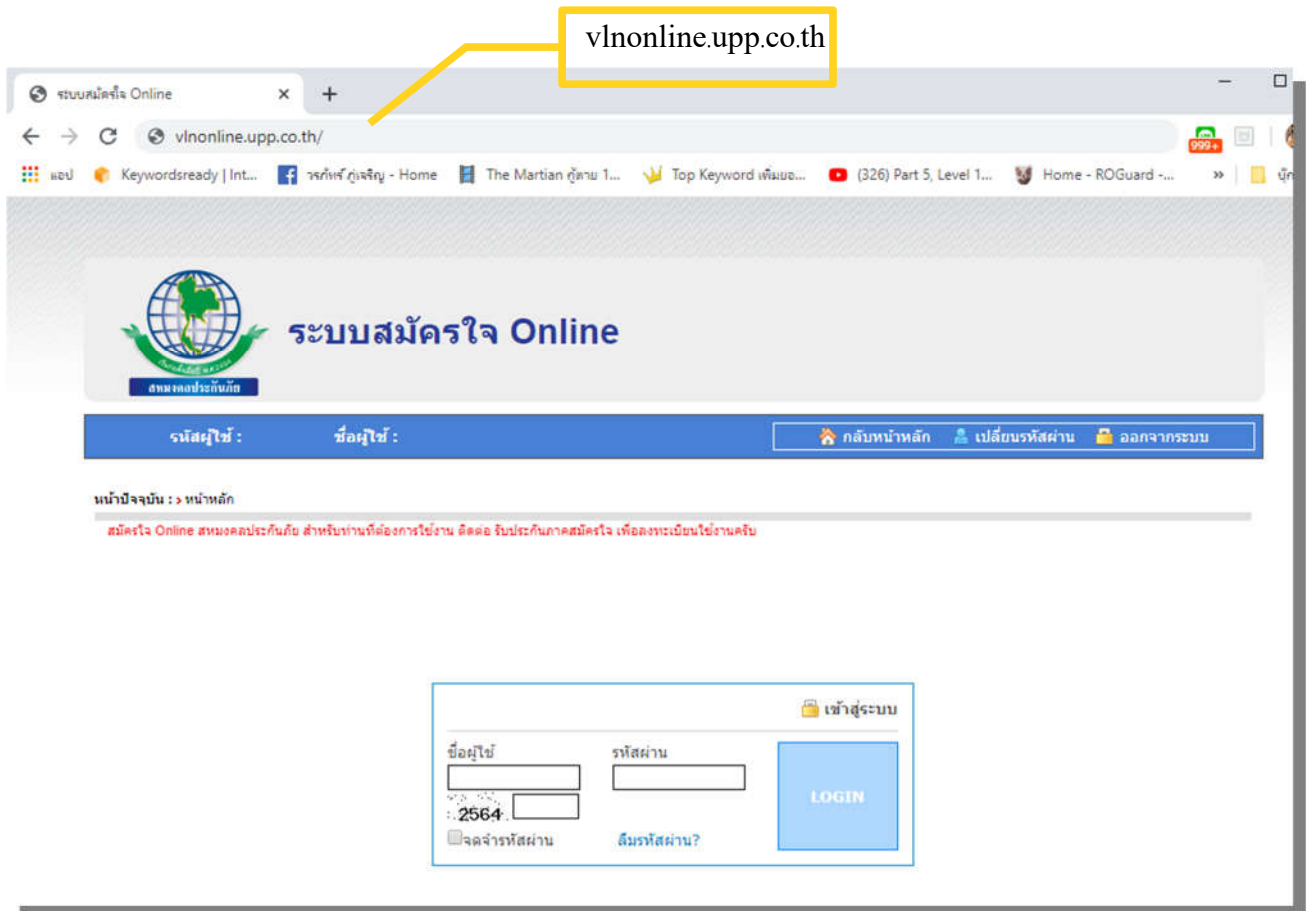 vlnonline.upp.co.th
ระบบสมัครใจ Online
vlnonline.upp.co.th/
999+
แอป Keywordsready | Int... - Home The Martian กู้ตาย 1... Top Keyword เพิ่มยอ... (326) Part 5, Level 1... Home - ROGuard -... »
สหมงคลประกันภัย
ระบบสมัครใจ Online
รหัสผู้ใช้ : ชื่อผู้ใช้ : กลับหน้าหลัก เปลี่ยนรหัสผ่าน ออกจากระบบ
หน้าปัจจุบัน : › หน้าหลัก
สมัครใจ Online สหมงคลประกันภัย สำหรับท่านที่ต้องการใช้งาน ติดต่อ รับประกันภาคสมัครใจ เพื่อลงทะเบียนใช้งานครับ
เข้าสู่ระบบ
ชื่อผู้ใช้ รหัสผ่าน
LOGIN
2564
จดจำรหัสผ่าน ลืมรหัสผ่าน?